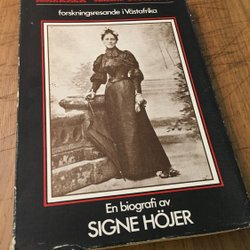 forskningsresande i Västafrika
En biografi av
SIGNE HÖJER